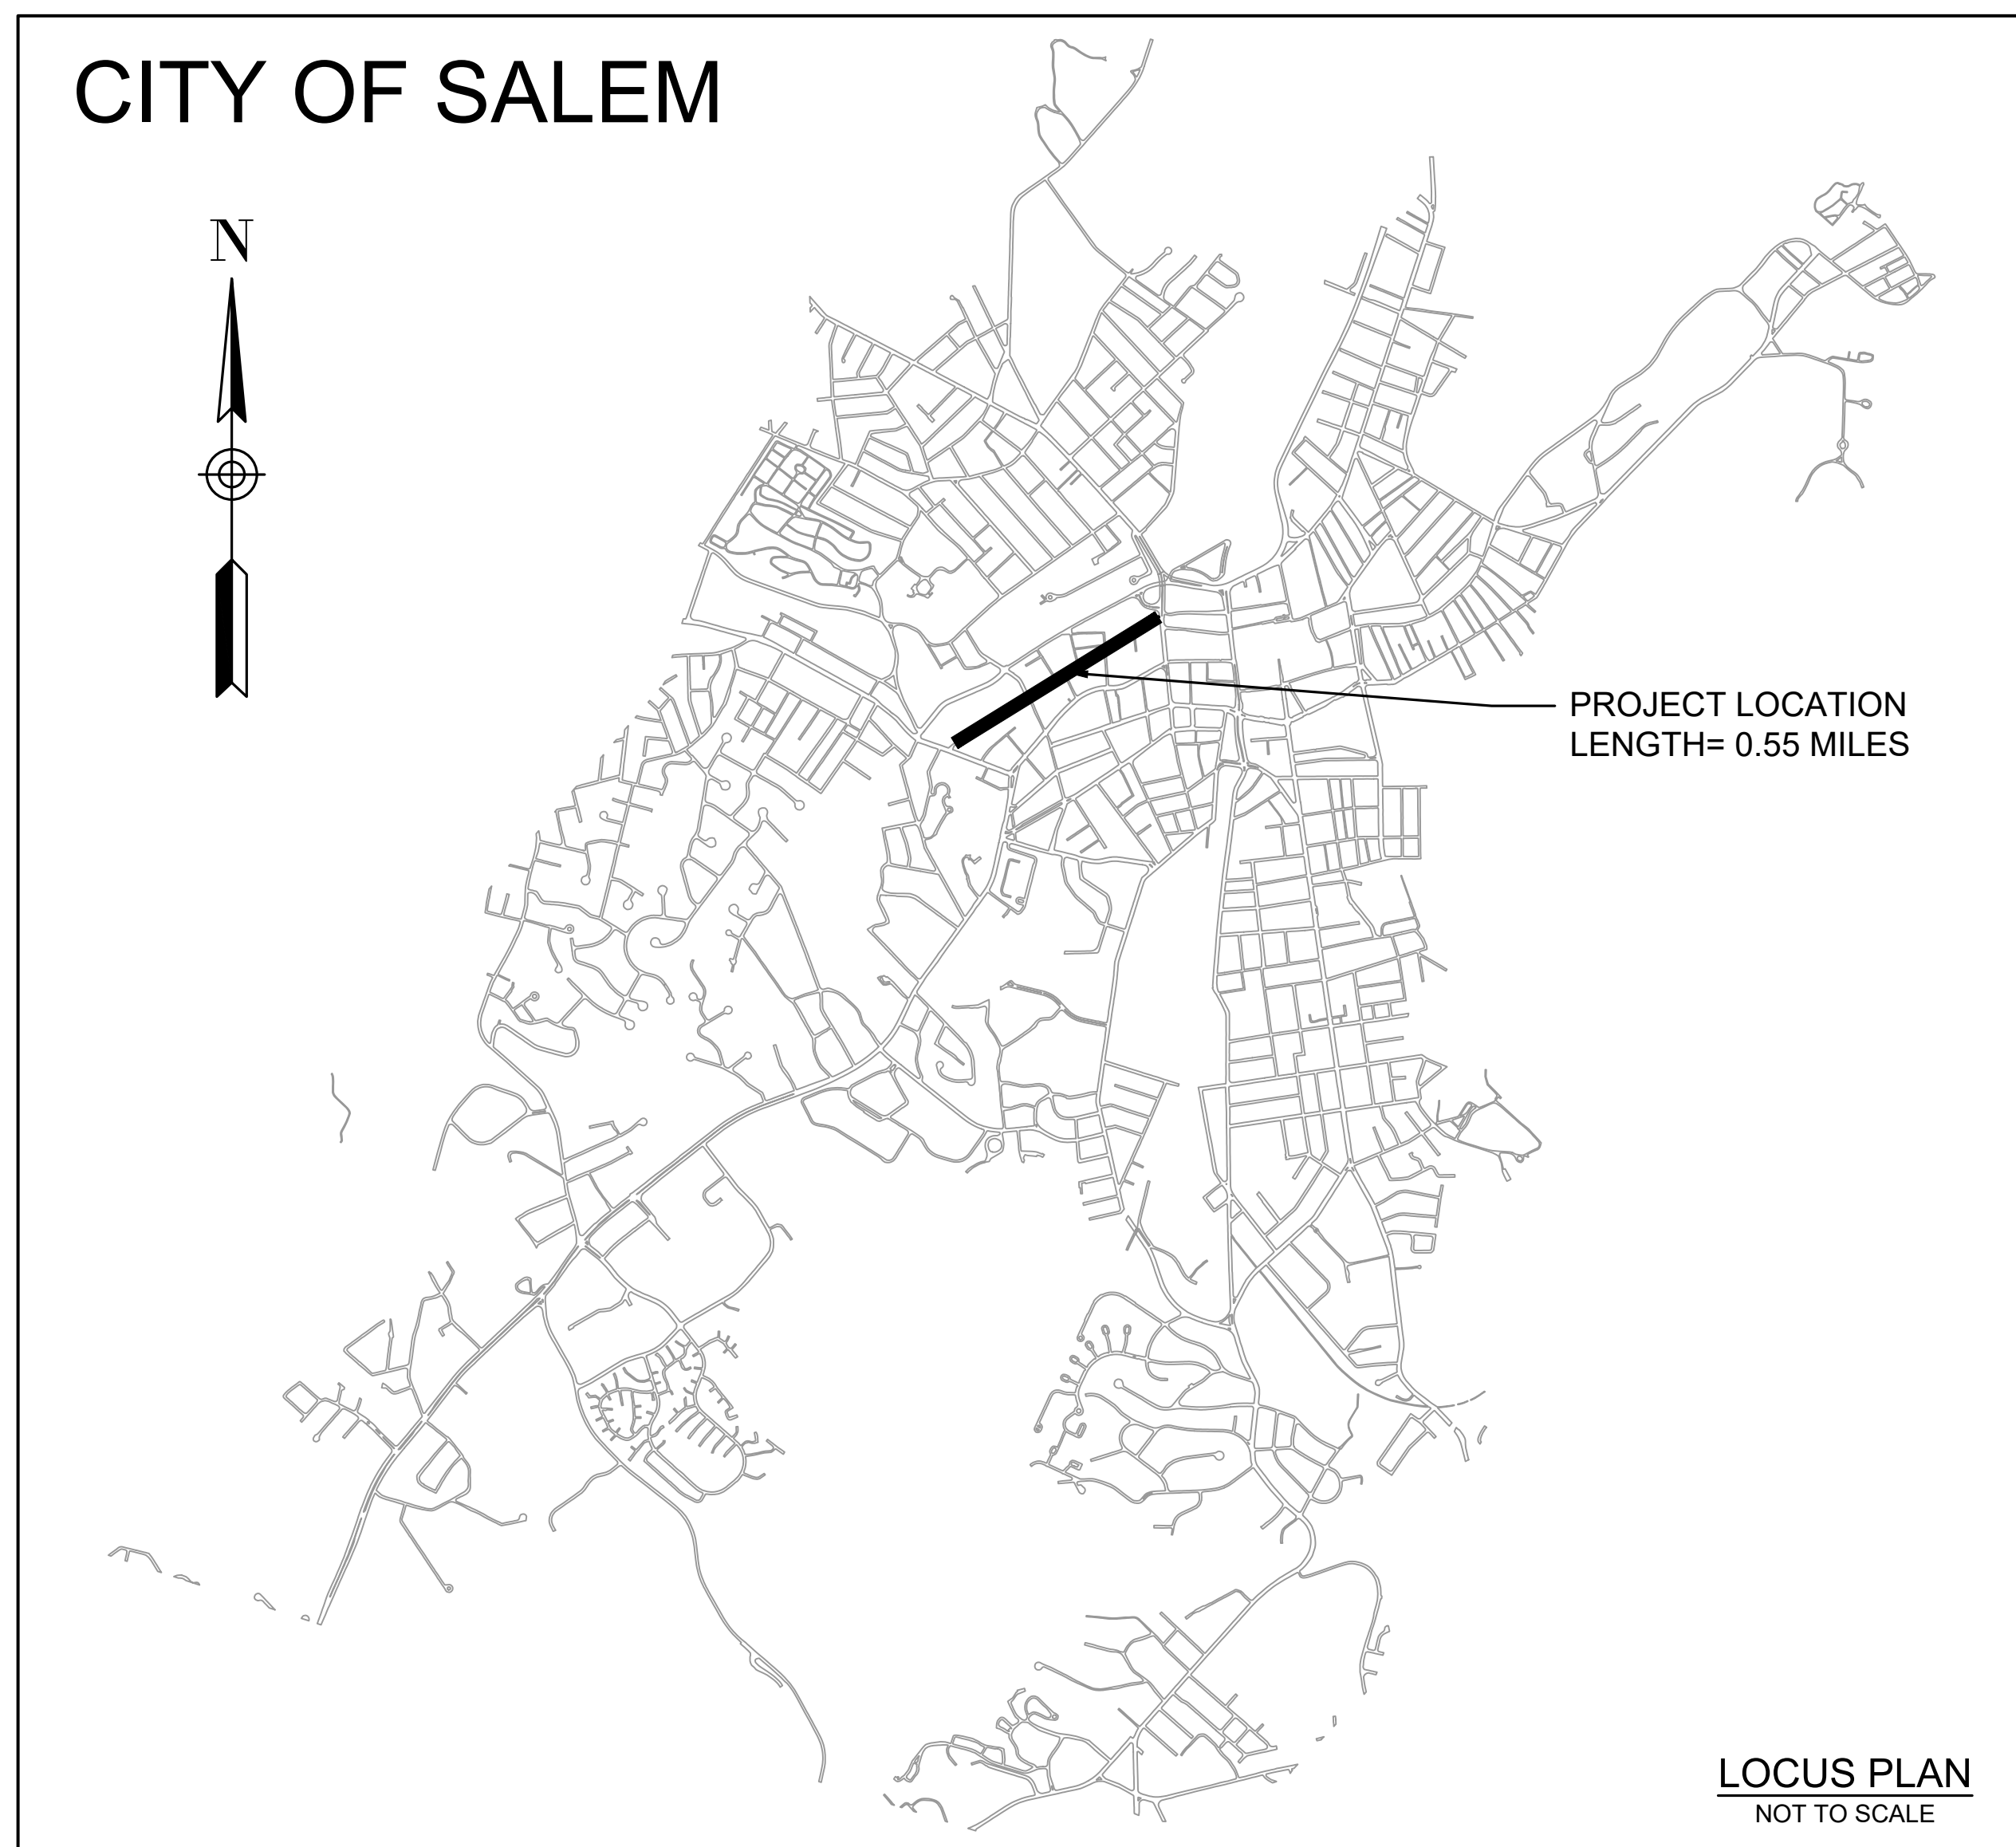 CITY OF SALEM
N
PROJECT LOCATION
LENGTH= 0.55 MILES
LOCUS PLAN
NOT TO SCALE